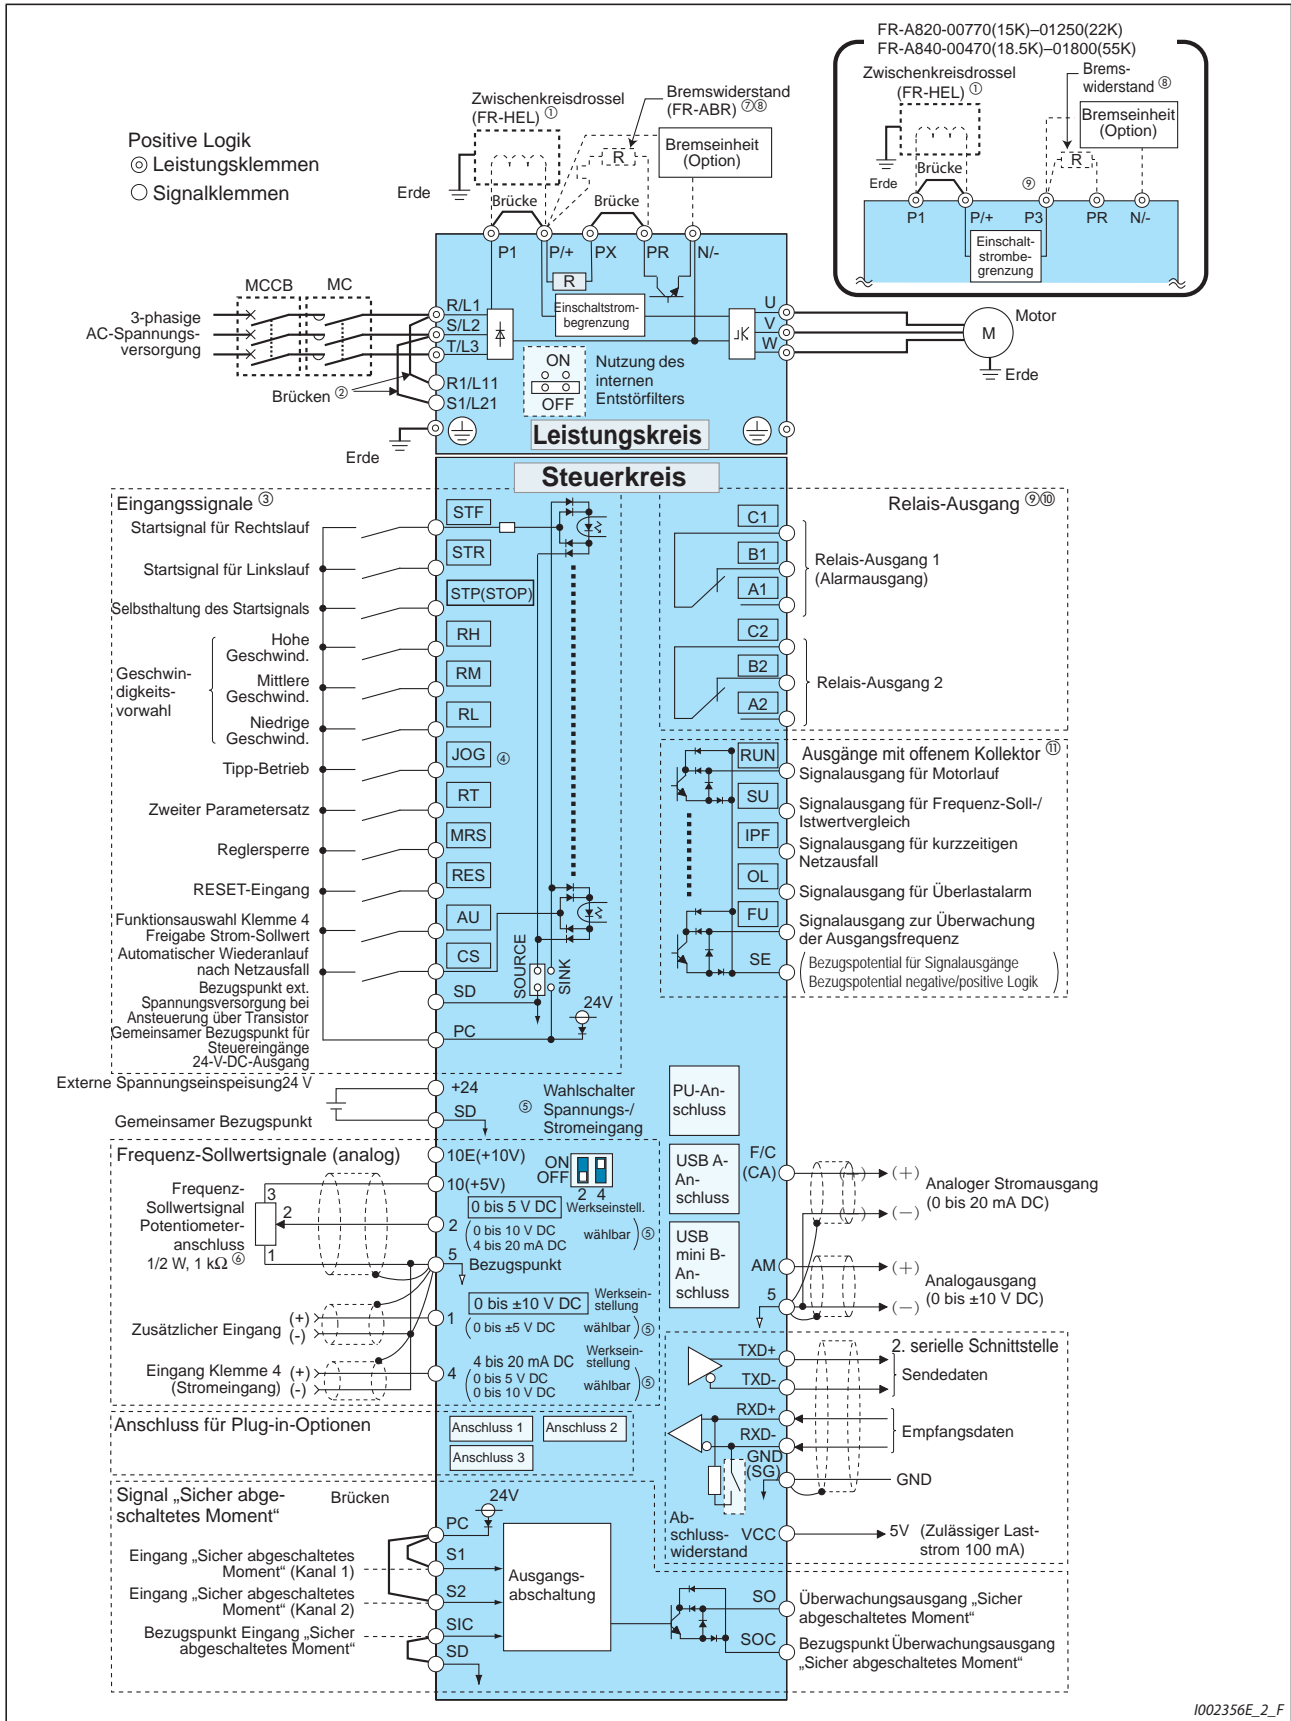 FR-A820-00770(15K)–01250(22K)
FR-A840-00470(18.5K)–01800(55K)
Zwischenkreisdrossel
(FR-HEL) ①
Brems-
widerstand ⑧
Bremseinheit
(Option)
R
Erde
Brücke
⑨
P1
P/+
P3
PR
N/-
Einschalt-
strombe-
grenzung
Zwischenkreisdrossel
(FR-HEL) ①
Bremswiderstand
(FR-ABR) ⑦⑧
Bremseinheit
(Option)
R
Positive Logik
Leistungsklemmen
Signalklemmen
Erde
Brücke
Brücke
P1
P/+
PX
PR
N/-
R
Einschaltstrom-
begrenzung
MCCB
MC
3-phasige
AC-Spannungs-
versorgung
R/L1
S/L2
T/L3
R1/L11
S1/L21
Brücken ②
Erde
ON
OFF
Nutzung des
internen
Entstörfilters
U
V
W
Motor
M
Erde
Leistungskreis
Steuerkreis
Eingangssignale ③
Startsignal für Rechtslauf
STF
Startsignal für Linkslauf
STR
Selbsthaltung des Startsignals
STP(STOP)
Geschwin-
digkeits-
vorwahl
Hohe
Geschwind.
RH
Mittlere
Geschwind.
RM
Niedrige
Geschwind.
RL
Tipp-Betrieb
JOG ④
Zweiter Parametersatz
RT
Reglersperre
MRS
RESET-Eingang
RES
Funktionsauswahl Klemme 4
Freigabe Strom-Sollwert
AU
Automatischer Wiederanlauf
nach Netzausfall
CS
Bezugspunkt ext.
Spannungsversorgung bei
Ansteuerung über Transistor
SD
Gemeinsamer Bezugspunkt für
Steuereingänge
24-V-DC-Ausgang
PC
SOURCE
SINK
24V
Relais-Ausgang ⑨⑩
C1
B1
A1
Relais-Ausgang 1
(Alarmausgang)
C2
B2
A2
Relais-Ausgang 2
Ausgänge mit offenem Kollektor ⑪
RUN
Signalausgang für Motorlauf
SU
Signalausgang für Frequenz-Soll-/
Istwertvergleich
IPF
Signalausgang für kurzzeitigen
Netzausfall
OL
Signalausgang für Überlastalarm
FU
Signalausgang zur Überwachung
der Ausgangsfrequenz
SE
Bezugspotential für Signalausgänge
Bezugspotential negative/positive Logik
Externe Spannungseinspeisung24 V
+24
Gemeinsamer Bezugspunkt
SD
⑤
Wahlschalter
Spannungs-/
Stromeingang
PU-An-
schluss
Frequenz-Sollwertsignale (analog)
10E(+10V)
ON
OFF
2 4
10(+5V)
Frequenz-
Sollwertsignal
Potentiometer-
anschluss
1/2 W, 1 kΩ ⑥
3
2
1
0 bis 5 V DC
Werkseinstell.
2
(0 bis 10 V DC
4 bis 20 mA DC
wählbar) ⑤
5
Bezugspunkt
Zusätzlicher Eingang
(+)
(-)
1
0 bis ±10 V DC
Werksein-
stellung
(0 bis ±5 V DC
wählbar) ⑤
Eingang Klemme 4
(Stromeingang)
(+)
(-)
4
4 bis 20 mA DC
Werksein-
stellung
(0 bis 5 V DC
0 bis 10 V DC
wählbar) ⑤
USB A-
An-
schluss
USB
mini B-
An-
schluss
F/C
(CA)
(+)
(+)
(−)
(−)
Analoger Stromausgang
(0 bis 20 mA DC)
AM
5
(+)
(−)
Analogausgang
(0 bis ±10 V DC)
2. serielle Schnittstelle
TXD+
TXD-
Sendedaten
RXD+
RXD-
Empfangsdaten
GND
(SG)
GND
Ab-
schluss-
widerstand
VCC
5V (Zulässiger Last-
strom 100 mA)
Anschluss für Plug-in-Optionen
Anschluss 1
Anschluss 2
Anschluss 3
Signal „Sicher abge-
schaltetes Moment“
Brücken
24V
PC
Eingang „Sicher abgeschaltetes
Moment“ (Kanal 1)
S1
Eingang „Sicher abgeschaltetes
Moment“ (Kanal 2)
S2
Bezugspunkt Eingang „Sicher
abgeschaltetes Moment“
SIC
SD
Ausgangs-
abschaltung
SO
Überwachungsausgang „Sicher
abgeschaltetes Moment“
SOC
Bezugspunkt Überwachungsausgang
„Sicher abgeschaltetes Moment“
I002356E_2_F